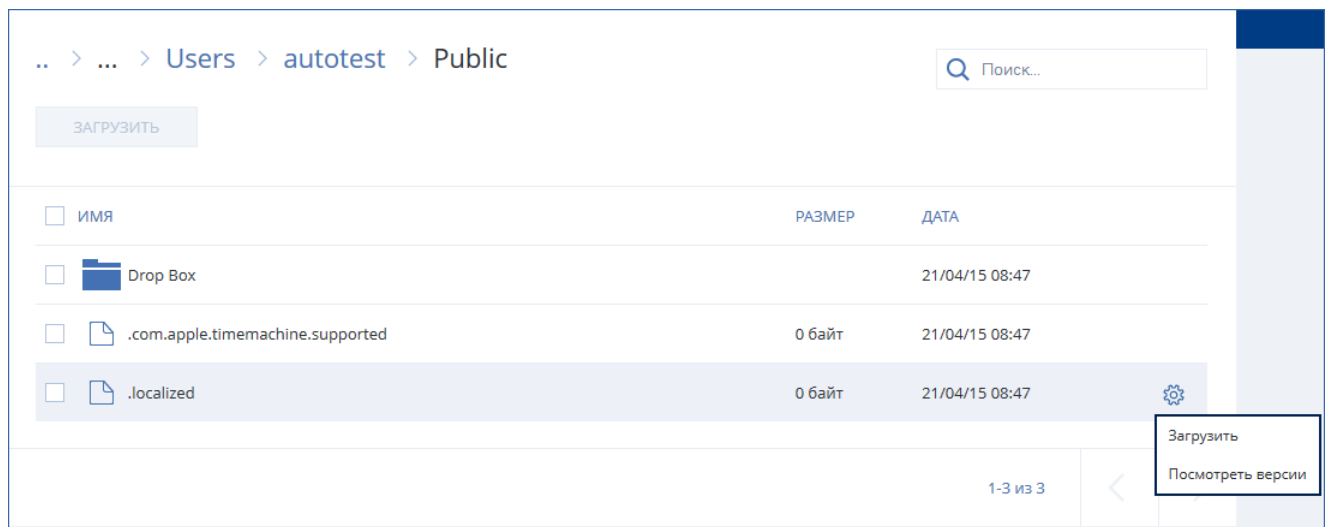 .. > ... > Users > autotest > Public
Поиск...
ЗАГРУЗИТЬ
ИМЯ РАЗМЕР ДАТА
Drop Box 21/04/15 08:47
.com.apple.timemachine.supported 0 байт 21/04/15 08:47
.localized 0 байт 21/04/15 08:47
Загрузить
Посмотреть версии
1-3 из 3